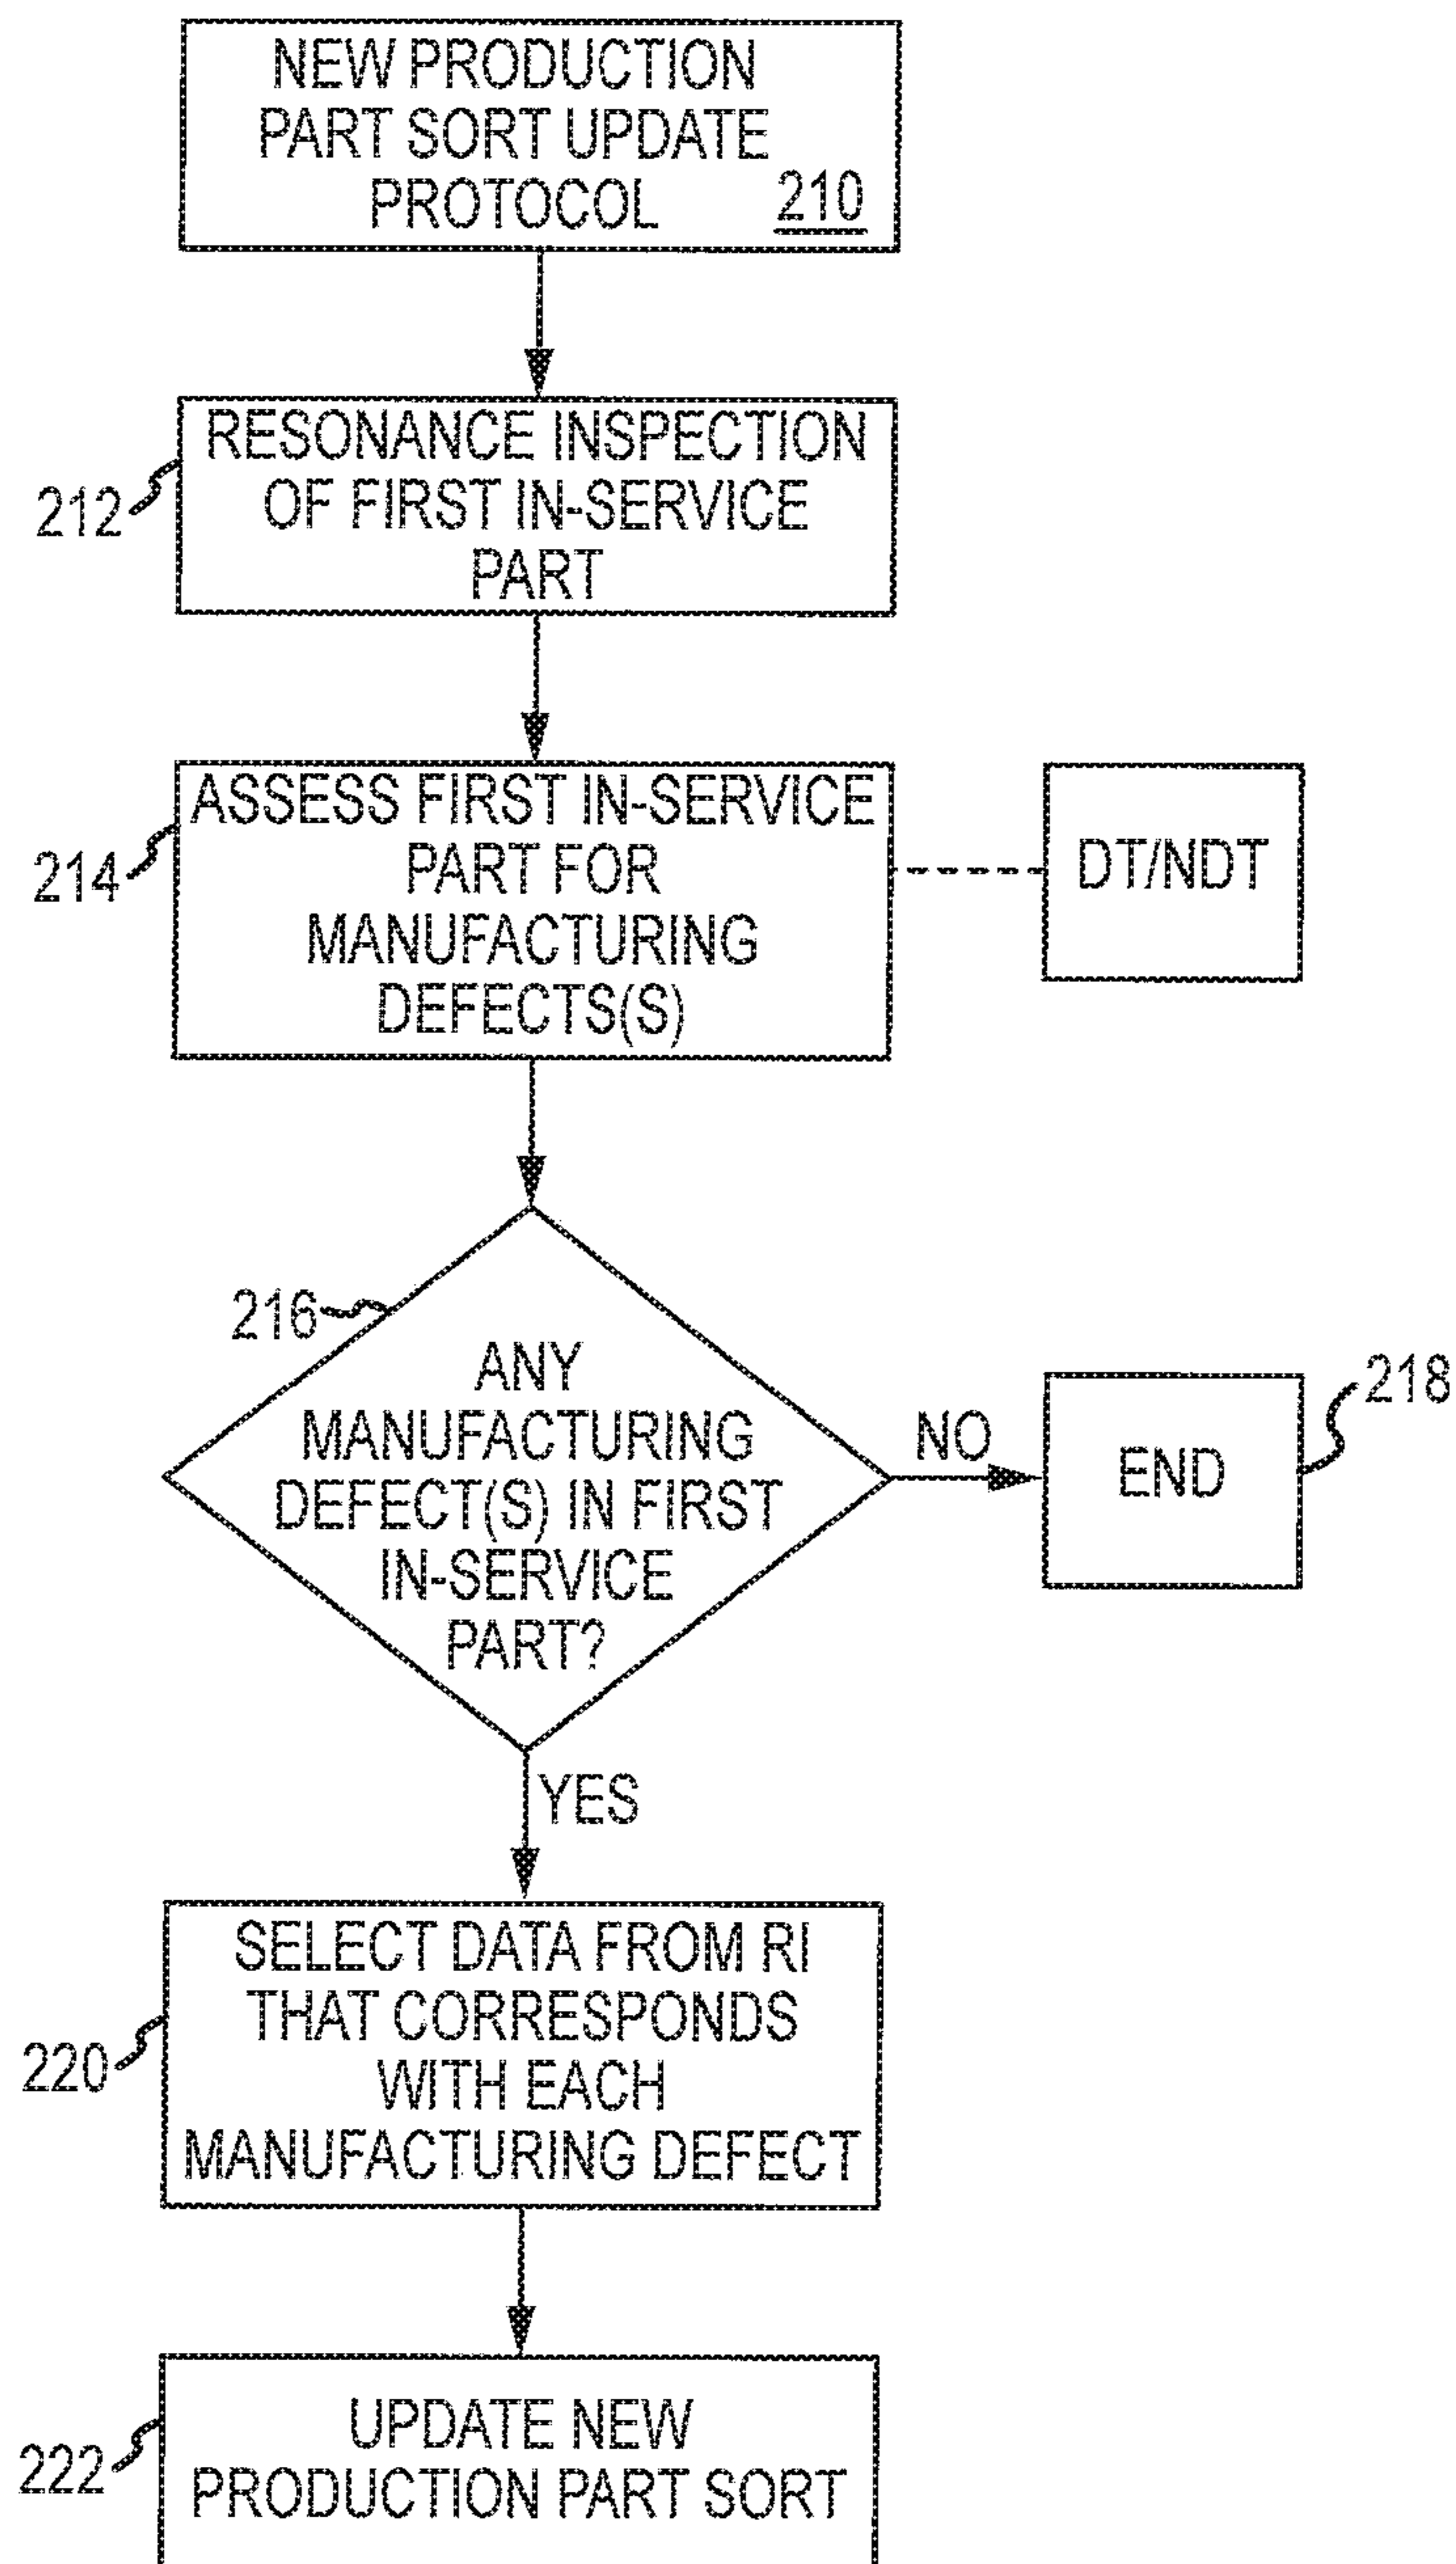 NEW PRODUCTION
PART SORT UPDATE
PROTOCOL
210
RESONANCE INSPECTION
OF FIRST IN-SERVICE
PART
212
ASSESS FIRST IN-SERVICE
PART FOR
MANUFACTURING
DEFECTS(S)
214
DT/NDT
216
ANY
MANUFACTURING
DEFECT(S) IN FIRST
IN-SERVICE
PART?
NO
END
218
YES
SELECT DATA FROM RI
THAT CORRESPONDS
WITH EACH
MANUFACTURING DEFECT
220
UPDATE NEW
PRODUCTION PART SORT
222